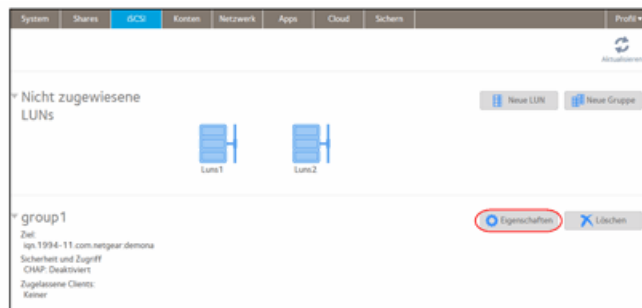 System Shares iSCSI Konten Netzwerk Apps Cloud Sichern Profil
Aktualisieren
Nicht zugewiesene
LUNs
Neue LUN Neue Gruppe
Luns1 Luns2
group1
Eigenschaften Löschen
Ziel:
iqn.1994-11.com.netgear:demona
Sicherheit und Zugriff
CHAP: Deaktiviert
Zugelassene Clients:
Keiner